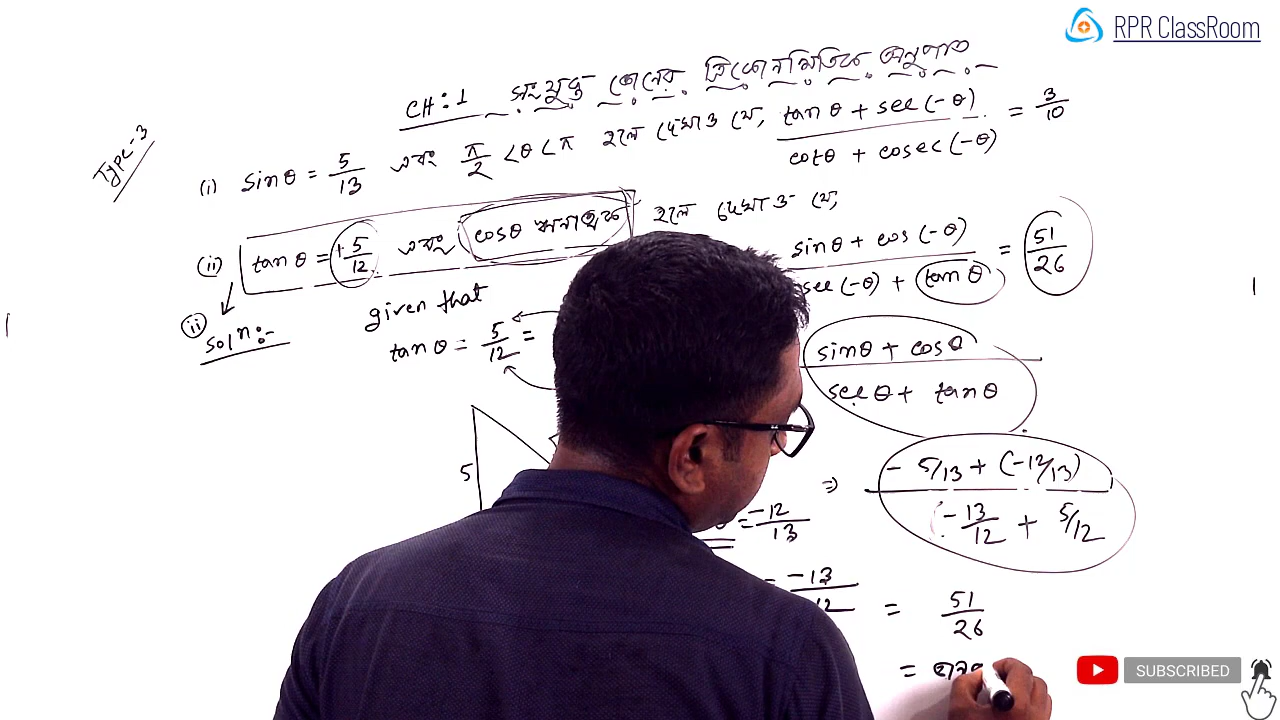 RPR ClassRoom
CH:1 সংযুক্ত কোনের ত্রিকোনমিতিক অনুপাত
Type-3
(i) sinθ = 5/13 এবং π/2 < θ < π হলে দেখাও যে, (tanθ + sec(-θ))/(cotθ + cosec(-θ)) = 3/10
(ii) tanθ = +5/12 এবং cosθ ঋনাত্মক হলে দেখাও যে,
(sinθ + cos(-θ))/(sec(-θ) + tanθ) = 51/26
(ii) Solⁿ:-
given that
tanθ = 5/12 =
(sinθ + cosθ)/(secθ + tanθ)
5
⇒ (-5/13 + (-12/13))/(-13/12 + 5/12)
= -12/13
= -13/12
= 51/26
=
SUBSCRIBED